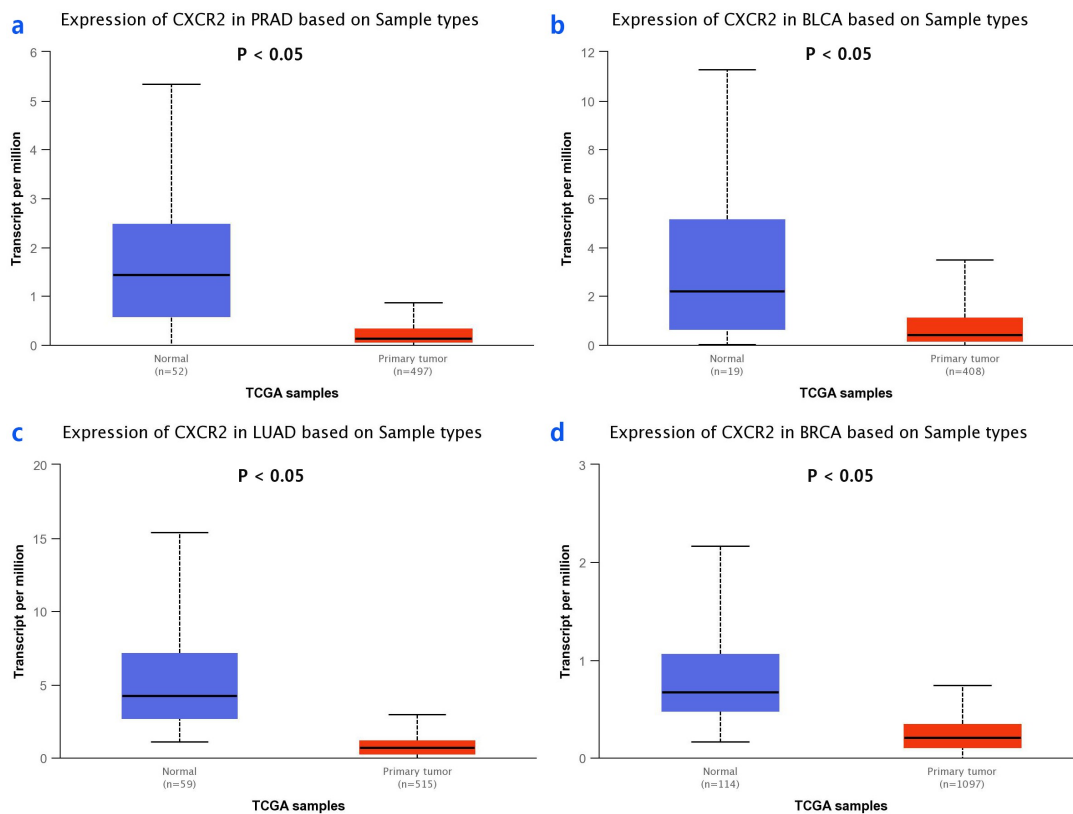 a
Expression of CXCR2 in PRAD based on Sample types
P < 0.05
Transcript per million
6
5
4
3
2
1
0
Normal
(n=52)
Primary tumor
(n=497)
TCGA samples
b
Expression of CXCR2 in BLCA based on Sample types
P < 0.05
Transcript per million
12
10
8
6
4
2
0
Normal
(n=19)
Primary tumor
(n=408)
TCGA samples
c
Expression of CXCR2 in LUAD based on Sample types
P < 0.05
Transcript per million
20
15
10
5
0
Normal
(n=59)
Primary tumor
(n=515)
TCGA samples
d
Expression of CXCR2 in BRCA based on Sample types
P < 0.05
Transcript per million
3
2
1
0
Normal
(n=114)
Primary tumor
(n=1097)
TCGA samples